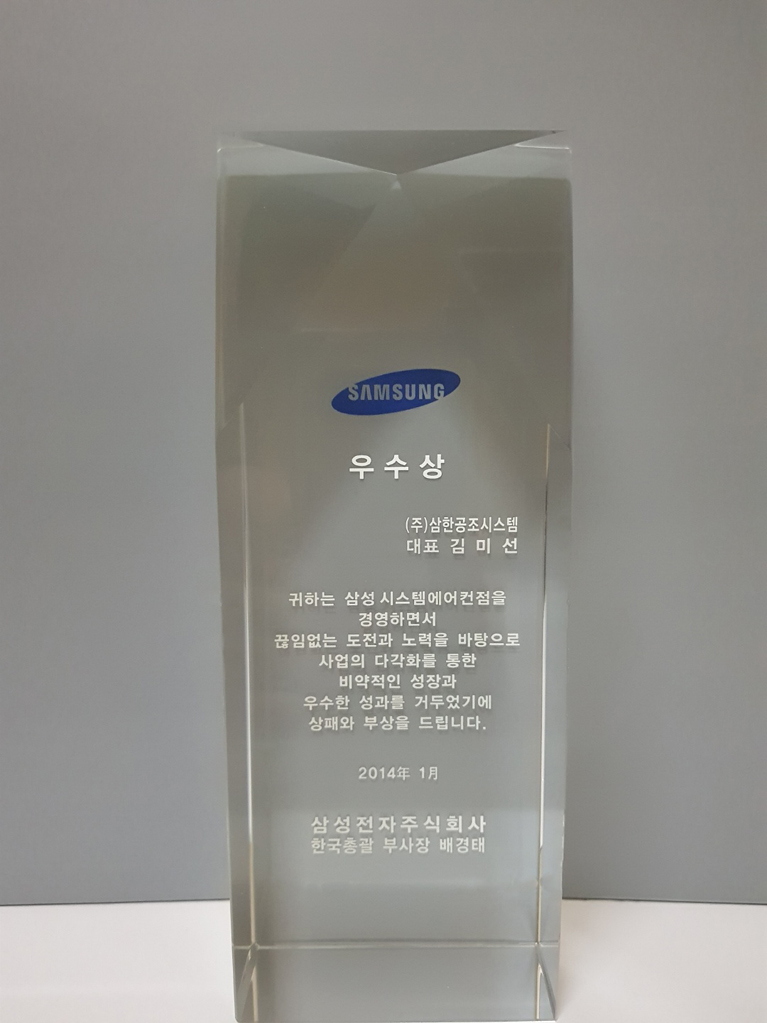 SAMSUNG
우수상
(주)삼한공조시스템
대표 김 미 선
귀하는 삼성 시스템에어컨점을
경영하면서
끊임없는 도전과 노력을 바탕으로
사업의 다각화를 통한
비약적인 성장과
우수한 성과를 거두었기에
상패와 부상을 드립니다.
2014年 1月
삼성전자주식회사
한국총괄 부사장 배경태